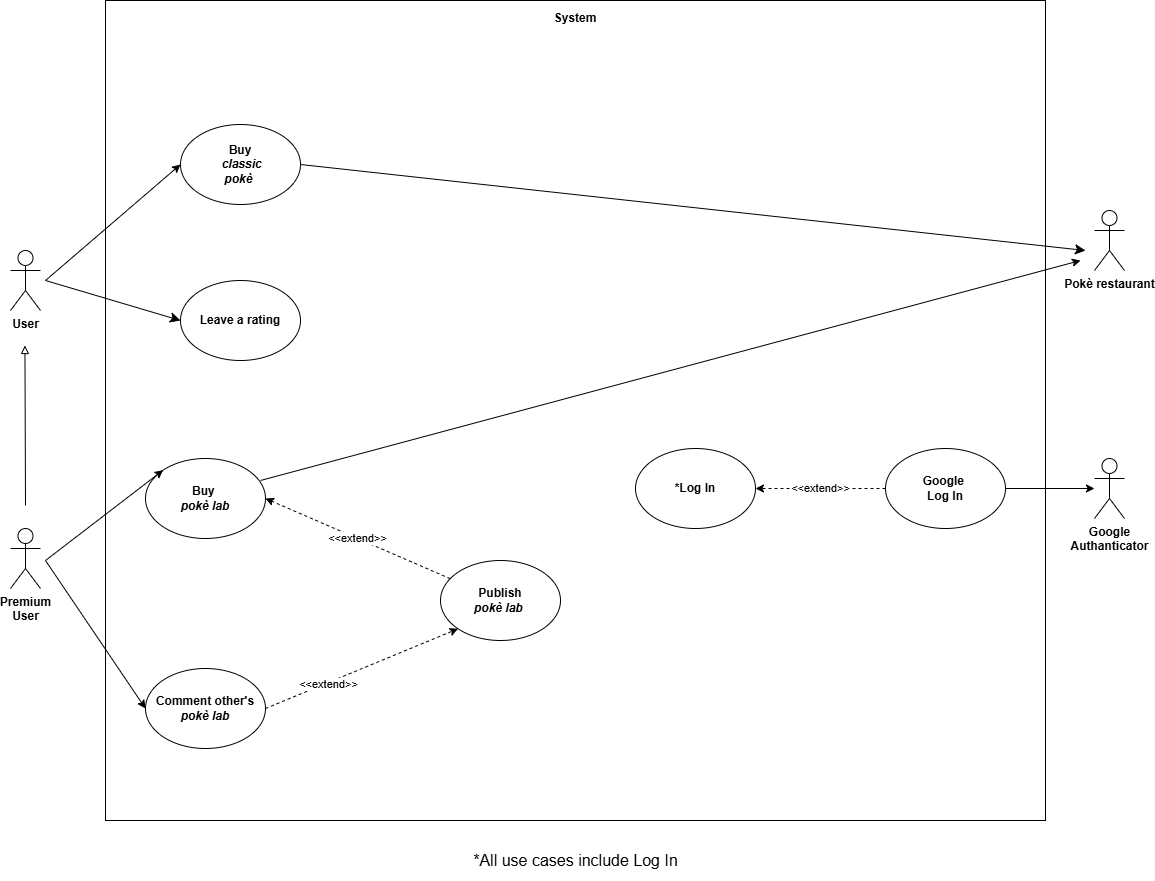 System
Buy
classic
pokè
User
Leave a rating
Pokè restaurant
Buy
pokè lab
*Log In
<<extend>>
Google
Log In
Google
Authanticator
<<extend>>
Premium
User
Publish
pokè lab
<<extend>>
Comment other's
pokè lab
*All use cases include Log In